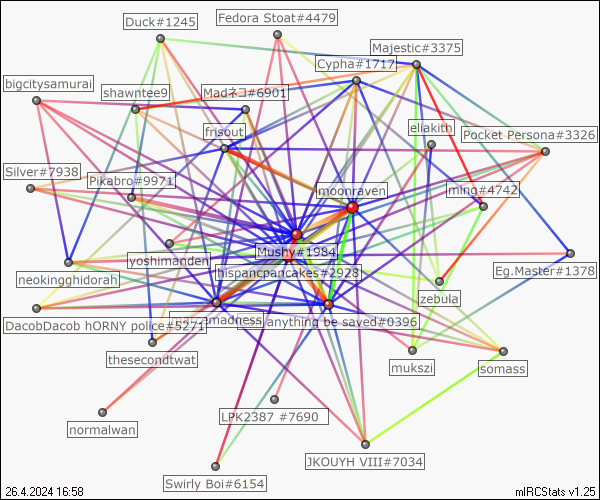 Fedora Stoat#4479
Duck#1245
Majestic#3375
Cypha#1717
bigcitysamurai
shawntee9
Madネコ#6901
frisout
eliakith
Pocket Persona#3326
Silver#7938
Pikabro#9971
moonraven
ming#4742
Mushy#1984
yoshimanden
hispancpancakes#2928
Eg.Master#1378
neokingghidorah
zebula
DacobDacob hORNY police#5271
madness
anything be saved#0396
thesecondtwat
mukszi
somass
LPK2387 #7690
normalwan
JKOUYH VIII#7034
Swirly Boi#6154
26.4.2024 16:58
mIRCStats v1.25